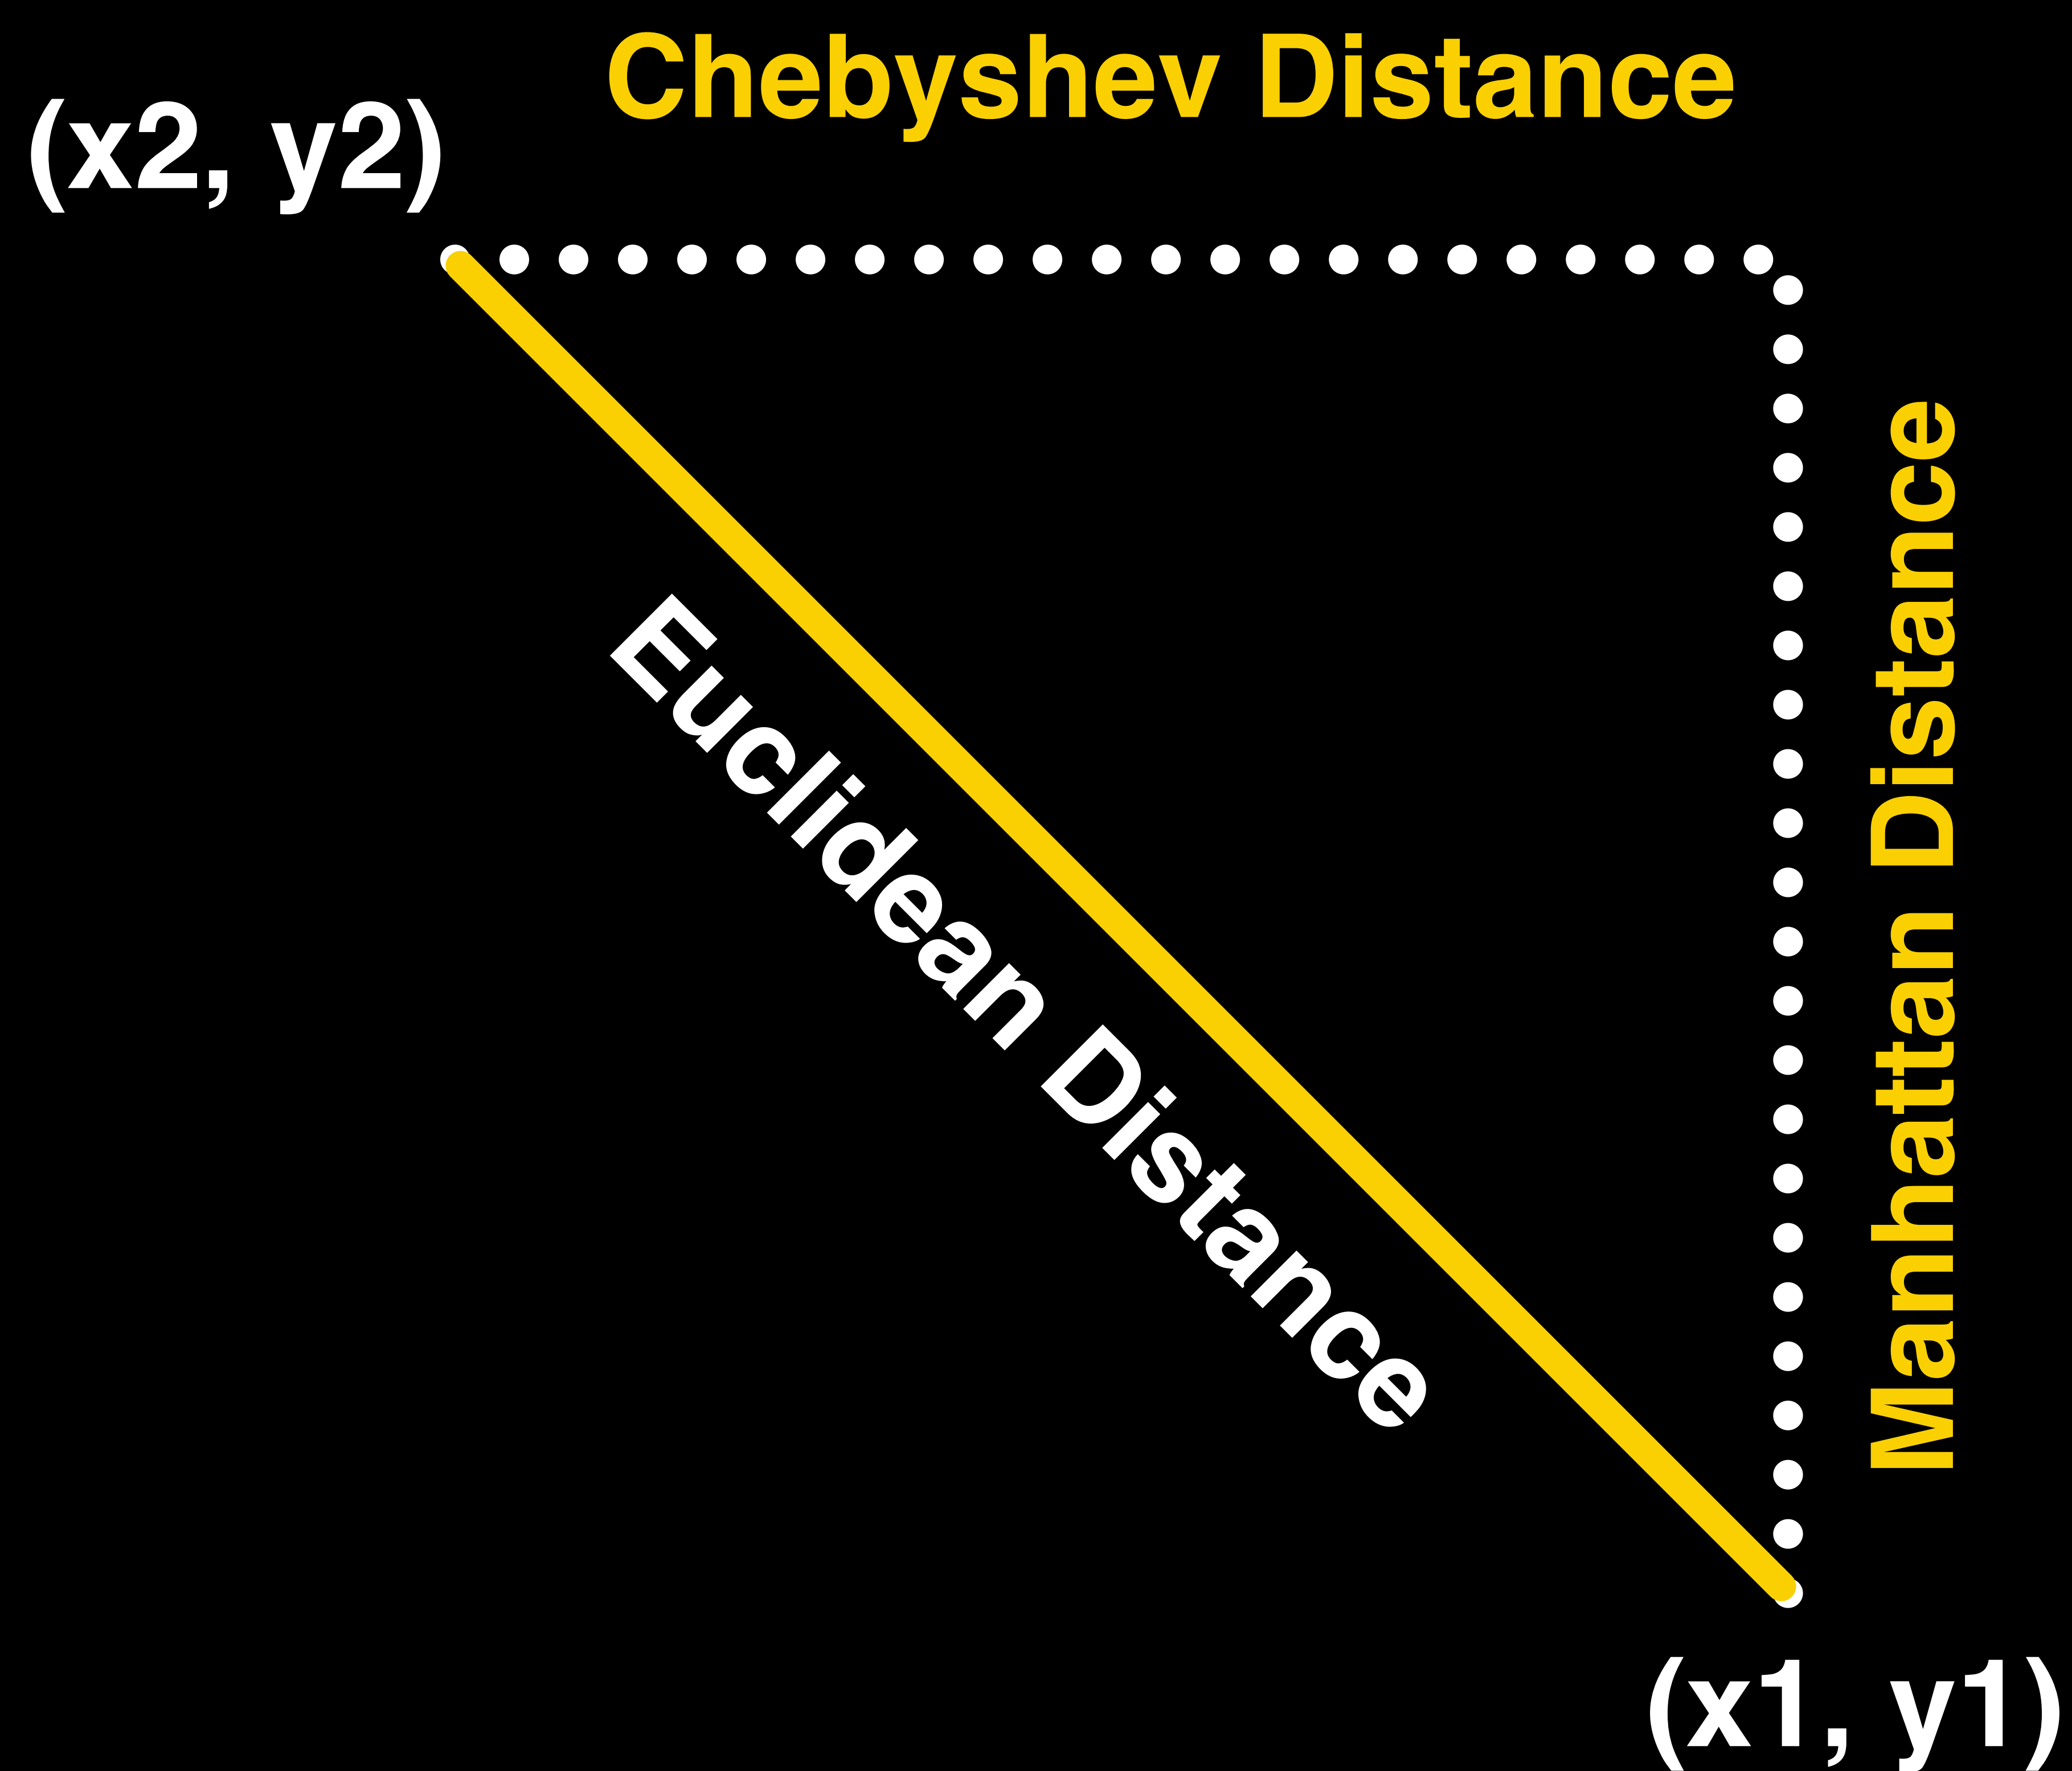 Chebyshev Distance
(x2, y2)
Euclidean Distance
Manhattan Distance
(x1, y1)